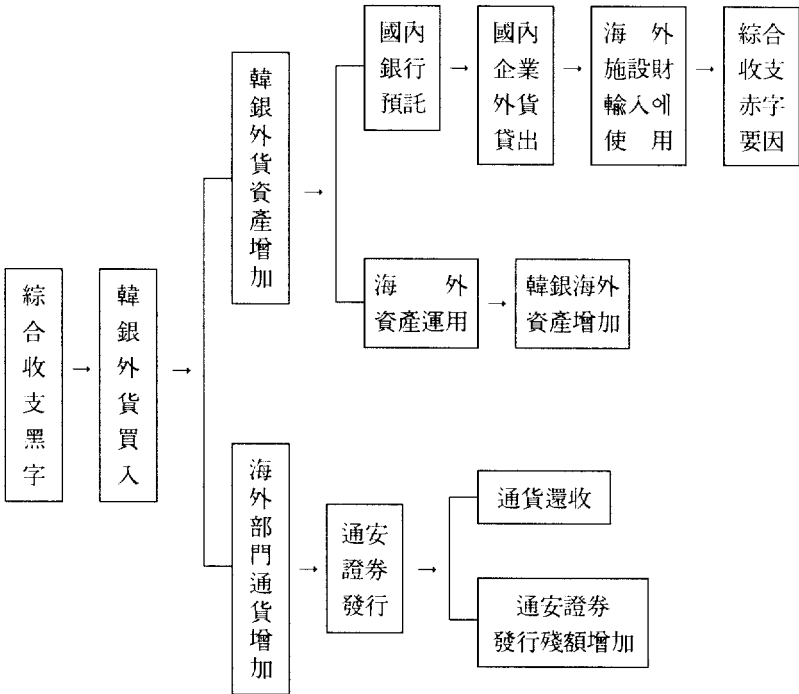 綜合收支黑字
韓銀外貨買入
韓銀外貨資產增加
國內
銀行
預託
國內
企業
外貨
貸出
海外
施設財
輸入에
使用
綜合
收支
赤字
要因
海外
資產運用
韓銀海外
資產增加
海外部門通貨增加
通安
證券
發行
通貨還收
通安證券
發行殘額增加